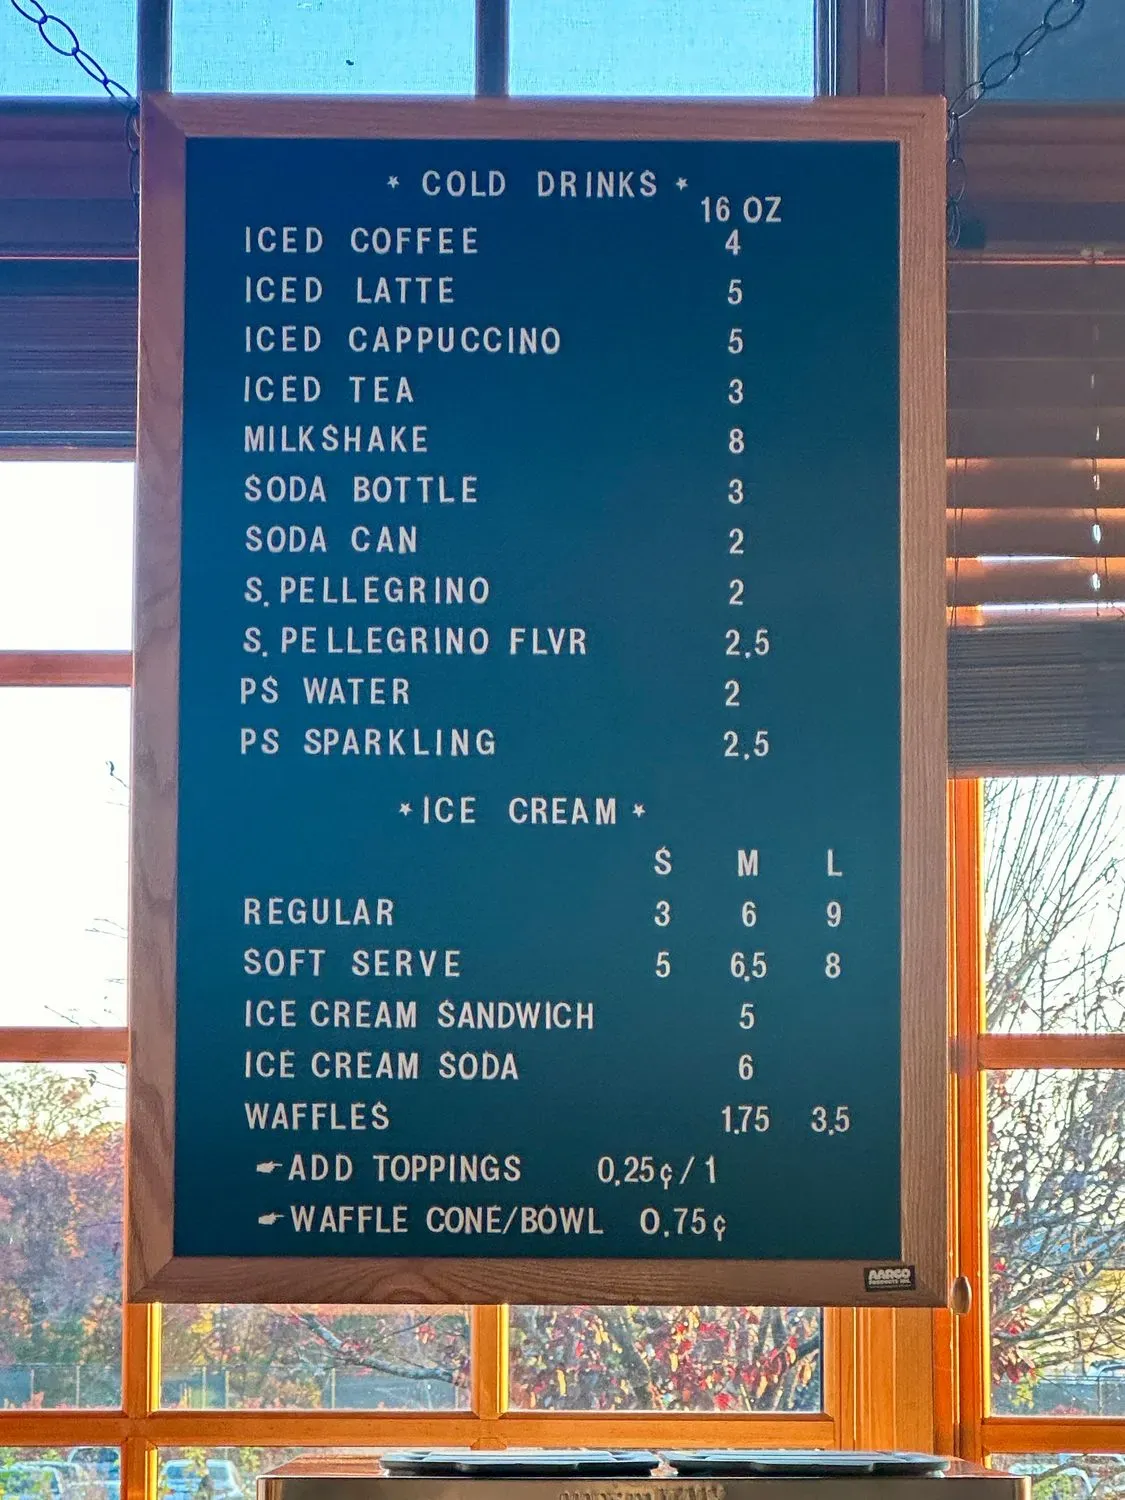 * COLD DRINKS *
16 OZ
ICED COFFEE 4
ICED LATTE 5
ICED CAPPUCCINO 5
ICED TEA 3
MILKSHAKE 8
SODA BOTTLE 3
SODA CAN 2
S. PELLEGRINO 2
S. PELLEGRINO FLVR 2.5
PS WATER 2
PS SPARKLING 2.5
* ICE CREAM *
S M L
REGULAR 3 6 9
SOFT SERVE 5 6.5 8
ICE CREAM SANDWICH 5
ICE CREAM SODA 6
WAFFLES 1.75 3.5
☛ ADD TOPPINGS 0.25¢ / 1
☛ WAFFLE CONE/BOWL 0.75¢
AARCO
PRODUCTS INC.